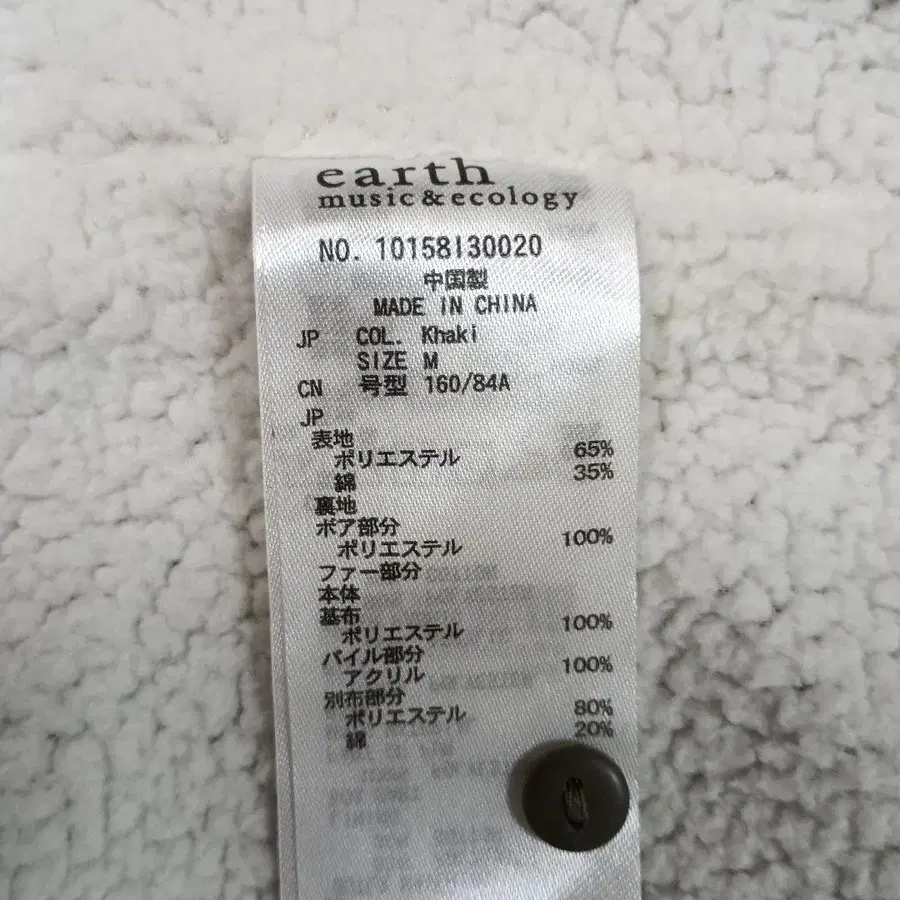 earth
music&ecology
NO. 10158I30020
中国製
MADE IN CHINA
JP COL. Khaki
SIZE M
CN 号型 160/84A
JP
表地
ポリエステル 65%
綿 35%
裏地
ボア部分
ポリエステル 100%
ファー部分
本体
基布
ポリエステル 100%
パイル部分
アクリル 100%
別布部分
ポリエステル 80%
綿 20%